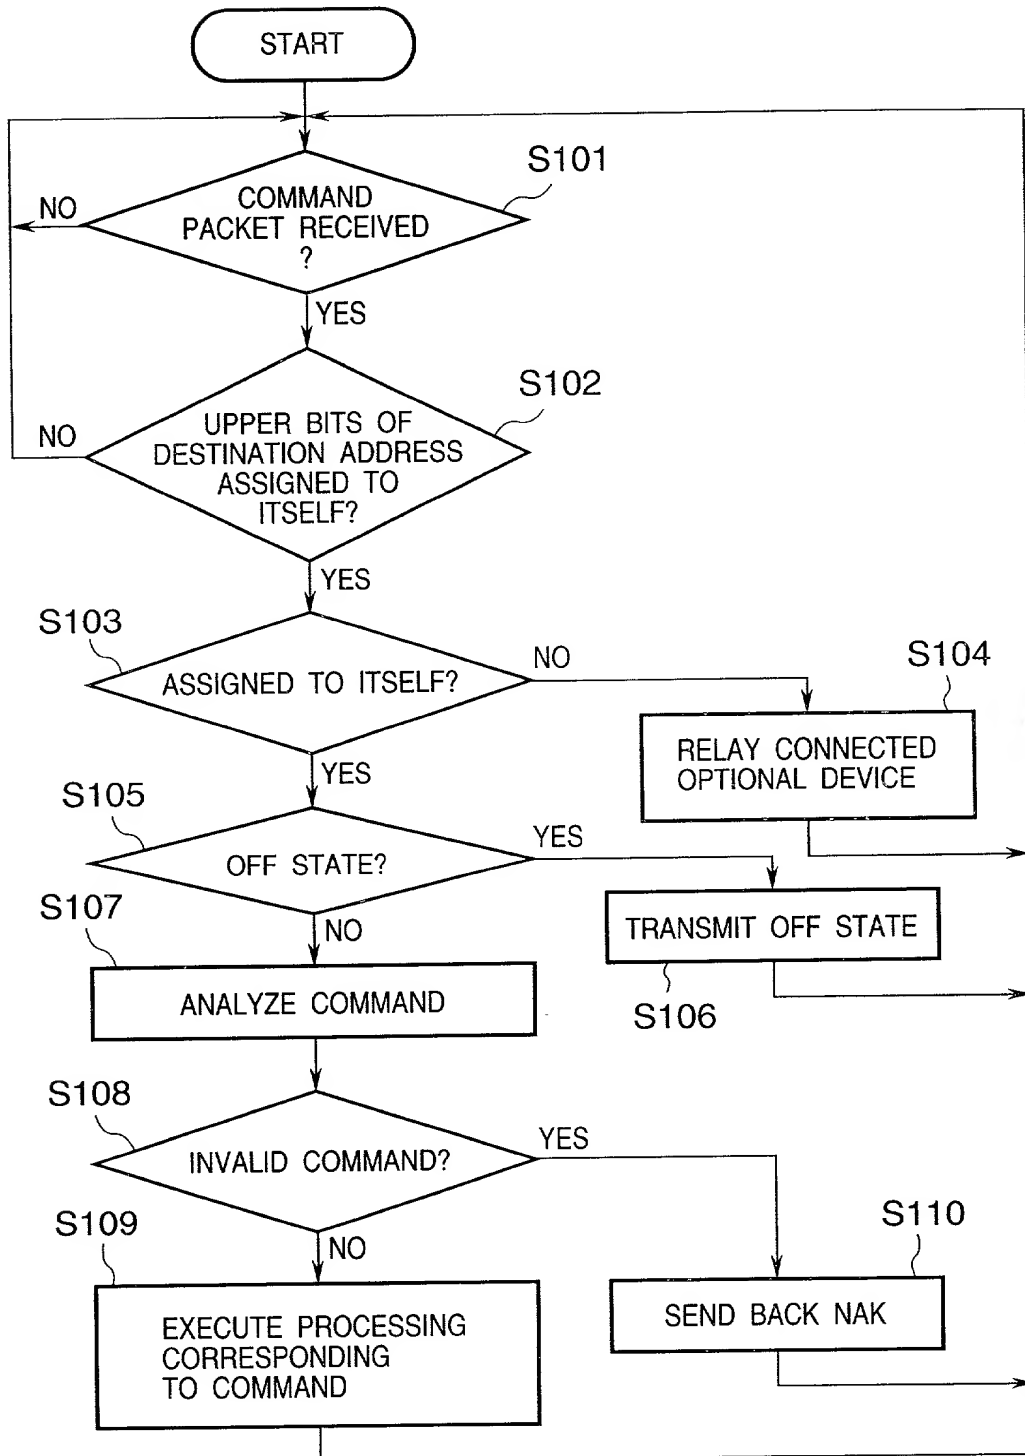 START
S101
COMMAND
PACKET RECEIVED
?
NO
YES
S102
UPPER BITS OF
DESTINATION ADDRESS
ASSIGNED TO
ITSELF?
NO
YES
S103
ASSIGNED TO ITSELF?
NO
S104
RELAY CONNECTED
OPTIONAL DEVICE
YES
S105
OFF STATE?
YES
TRANSMIT OFF STATE
S106
NO
S107
ANALYZE COMMAND
S108
INVALID COMMAND?
YES
S110
SEND BACK NAK
NO
S109
EXECUTE PROCESSING
CORRESPONDING
TO COMMAND